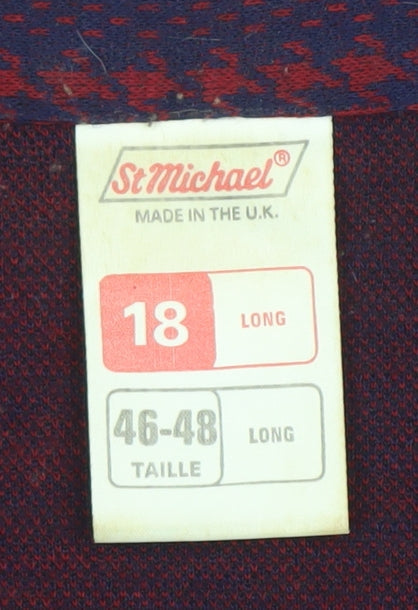 St Michael®
MADE IN THE U.K.
18 LONG
46-48 LONG
TAILLE